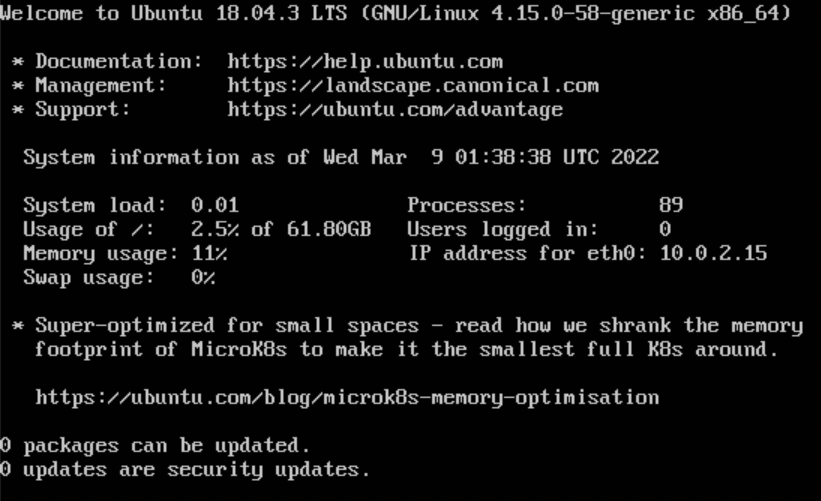 Welcome to Ubuntu 18.04.3 LTS (GNU/Linux 4.15.0-58-generic x86_64)
* Documentation:  https://help.ubuntu.com
* Management:     https://landscape.canonical.com
* Support:        https://ubuntu.com/advantage
System information as of Wed Mar  9 01:38:38 UTC 2022
System load:  0.01              Processes:           89
Usage of /:   2.5% of 61.80GB   Users logged in:     0
Memory usage: 11%               IP address for eth0: 10.0.2.15
Swap usage:   0%
* Super-optimized for small spaces - read how we shrank the memory
footprint of MicroK8s to make it the smallest full K8s around.
https://ubuntu.com/blog/microk8s-memory-optimisation
0 packages can be updated.
0 updates are security updates.